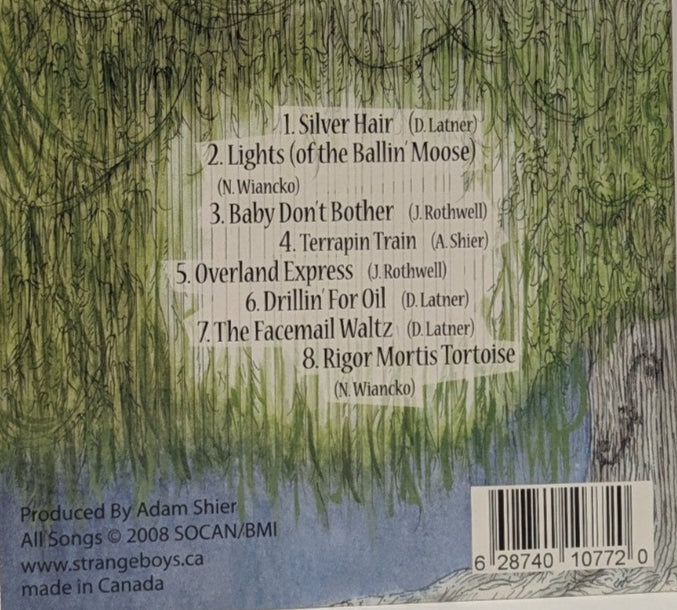 1. Silver Hair (D. Latner)
2. Lights (of the Ballin' Moose)
(N. Wiancko)
3. Baby Don't Bother (J. Rothwell)
4. Terrapin Train (A. Shier)
5. Overland Express (J. Rothwell)
6. Drillin' For Oil (D. Latner)
7. The Facemail Waltz (D. Latner)
8. Rigor Mortis Tortoise
(N. Wiancko)
Produced By Adam Shier
All Songs © 2008 SOCAN/BMI
www.strangeboys.ca
made in Canada
6 28740 10772 0